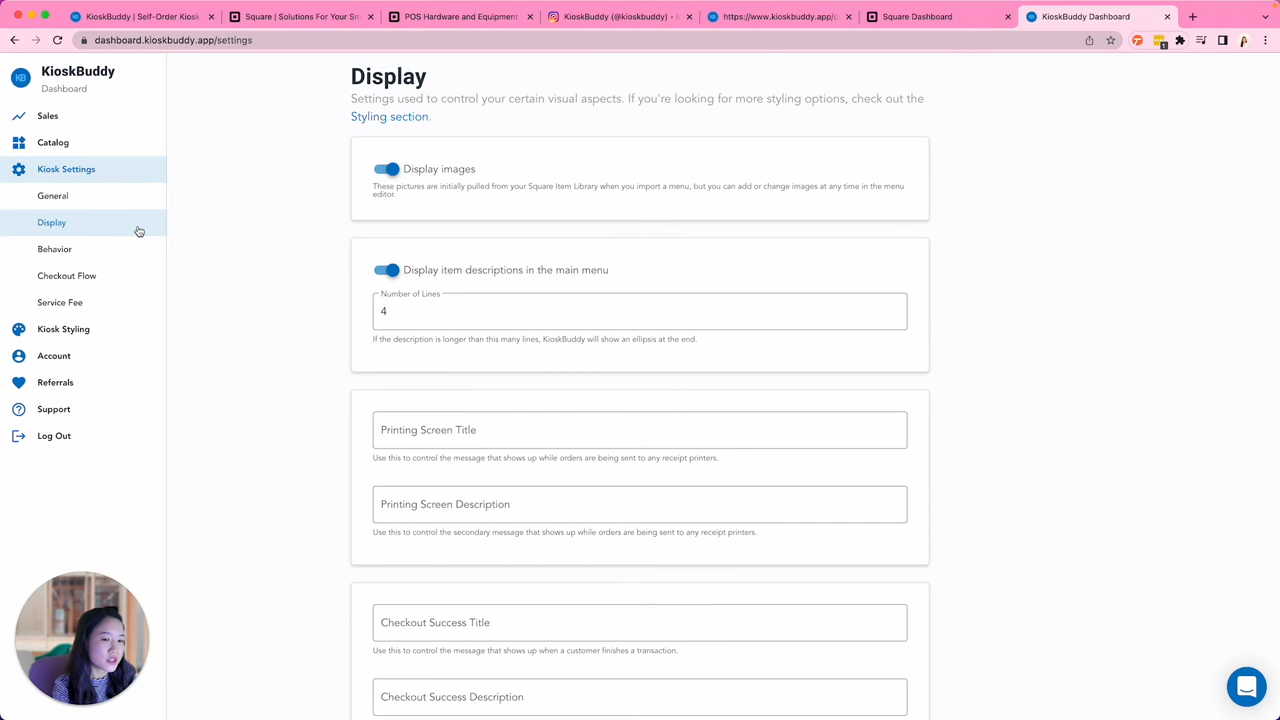 KioskBuddy | Self-Order Kiosk
Square | Solutions For Your Sm
POS Hardware and Equipment
KioskBuddy (@kioskbuddy) •
https://www.kioskbuddy.app/c
Square Dashboard
KioskBuddy Dashboard
dashboard.kioskbuddy.app/settings
1
KB
KioskBuddy
Dashboard
Sales
Catalog
Kiosk Settings
General
Display
Behavior
Checkout Flow
Service Fee
Kiosk Styling
Account
Referrals
Support
Log Out
Display
Settings used to control your certain visual aspects. If you're looking for more styling options, check out the
Styling section.
Display images
These pictures are initially pulled from your Square Item Library when you import a menu, but you can add or change images at any time in the menu
editor.
Display item descriptions in the main menu
Number of Lines
4
If the description is longer than this many lines, KioskBuddy will show an ellipsis at the end.
Printing Screen Title
Use this to control the message that shows up while orders are being sent to any receipt printers.
Printing Screen Description
Use this to control the secondary message that shows up while orders are being sent to any receipt printers.
Checkout Success Title
Use this to control the message that shows up when a customer finishes a transaction.
Checkout Success Description